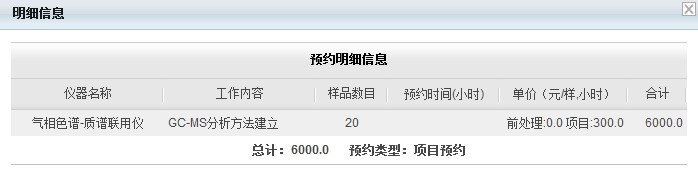 明细信息
预约明细信息
仪器名称 工作内容 样品数目 预约时间(小时) 单价（元/样,小时） 合计
气相色谱-质谱联用仪 GC-MS分析方法建立 20 前处理:0.0 项目:300.0 6000.0
总计：6000.0 预约类型：项目预约